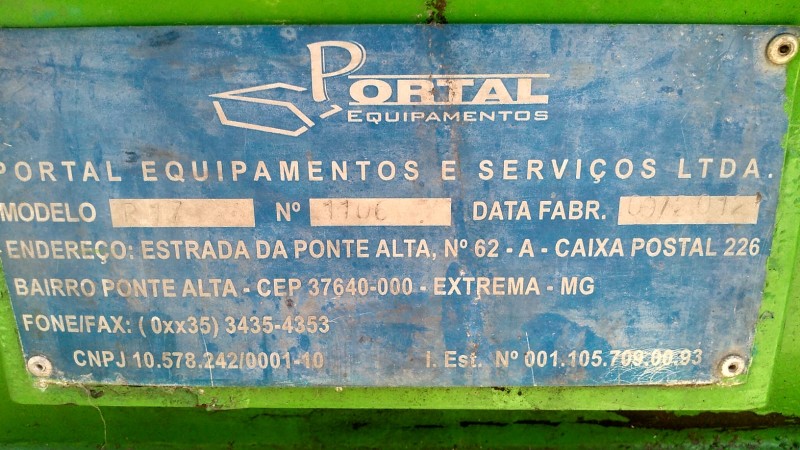 PORTAL
EQUIPAMENTOS
PORTAL EQUIPAMENTOS E SERVIÇOS LTDA.
MODELO Nº DATA FABR.
ENDEREÇO: ESTRADA DA PONTE ALTA, Nº 62 - A - CAIXA POSTAL 226
BAIRRO PONTE ALTA - CEP 37640-000 - EXTREMA - MG
FONE/FAX: ( 0xx35) 3435-4353
CNPJ 10.578.242/0001-10 I. Est. Nº 001.105.709.00.93